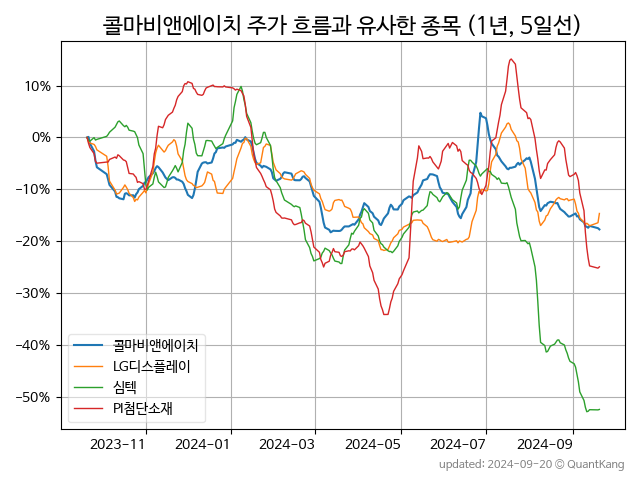 콜마비앤에이치 주가 흐름과 유사한 종목 (1년, 5일선)
10%
0%
−10%
−20%
−30%
−40%
−50%
콜마비앤에이치
LG디스플레이
심텍
PI첨단소재
2023-11
2024-01
2024-03
2024-05
2024-07
2024-09
updated: 2024-09-20 © QuantKang